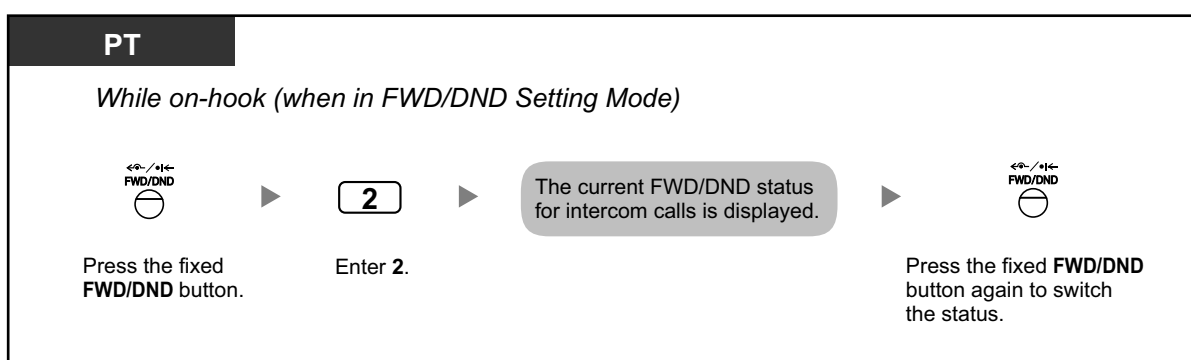 PT
While on-hook (when in FWD/DND Setting Mode)
FWD/DND
2
The current FWD/DND status
for intercom calls is displayed.
FWD/DND
Press the fixed
FWD/DND button.
Enter 2.
Press the fixed FWD/DND
button again to switch
the status.